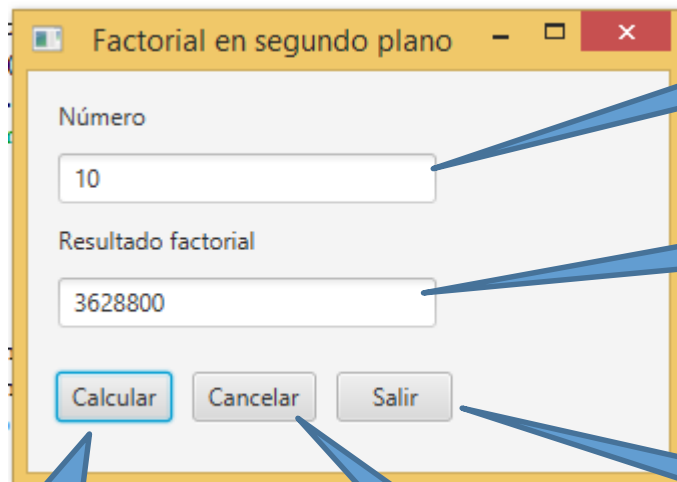 Factorial en segundo plano
Número
10
Resultado factorial
3628800
Calcular Cancelar Salir